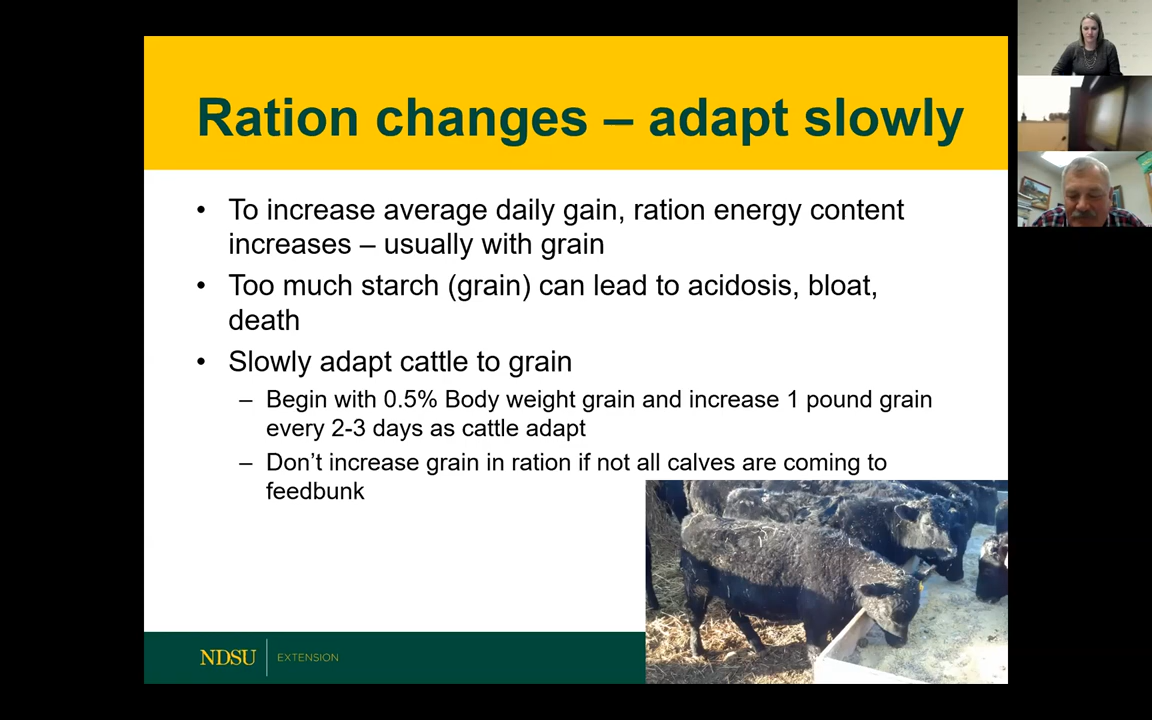 Ration changes – adapt slowly
• To increase average daily gain, ration energy content
increases – usually with grain
• Too much starch (grain) can lead to acidosis, bloat,
death
• Slowly adapt cattle to grain
– Begin with 0.5% Body weight grain and increase 1 pound grain
every 2-3 days as cattle adapt
– Don’t increase grain in ration if not all calves are coming to
feedbunk
NDSU EXTENSION